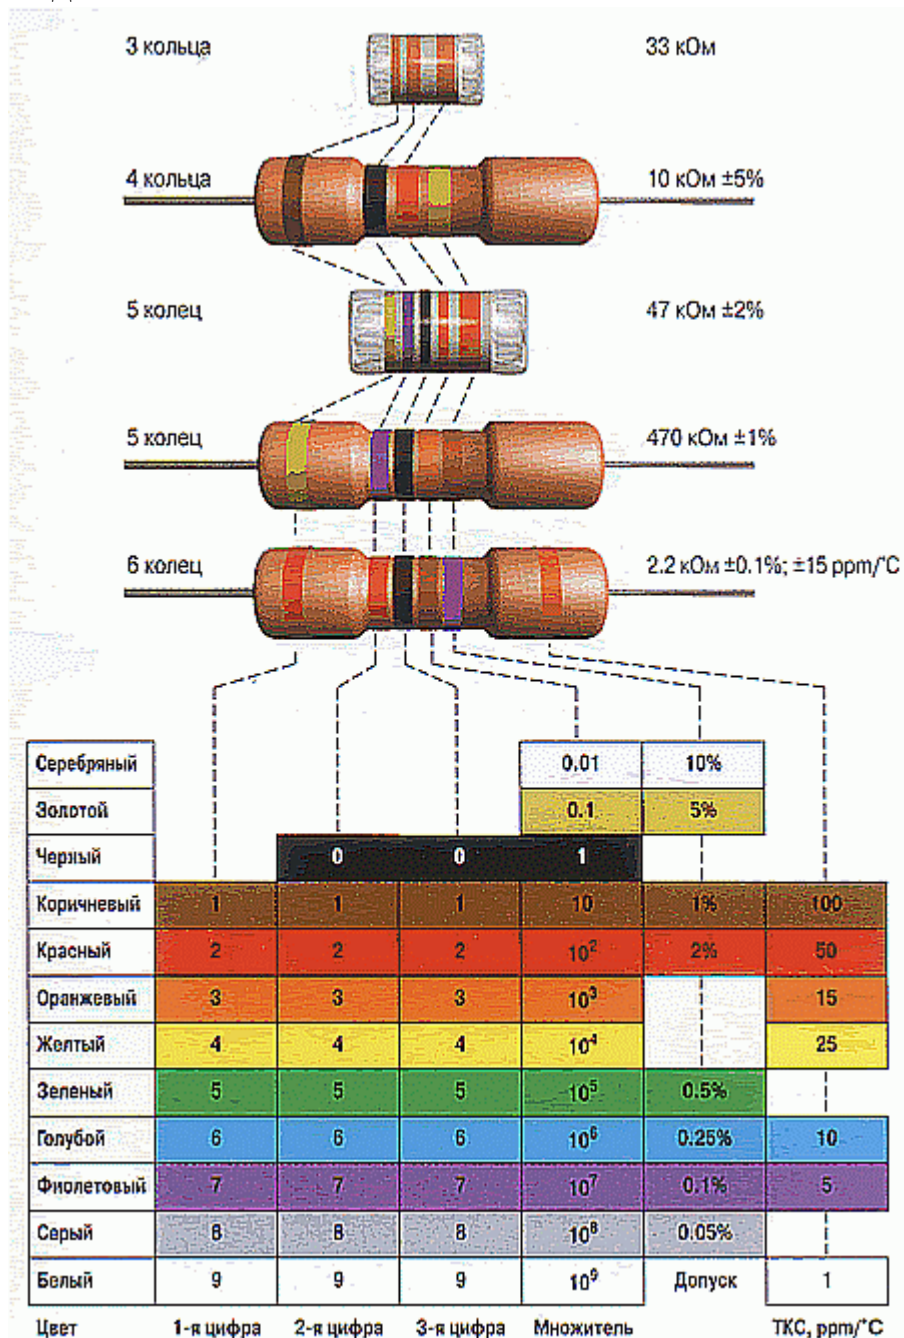 3 кольца 33 кОм
4 кольца 10 кОм ±5%
5 колец 47 кОм ±2%
5 колец 470 кОм ±1%
6 колец 2.2 кОм ±0.1%; ±15 ppm/°C
Серебряный 0,01 10%
Золотой 0.1 5%
Черный 0 0 1
Коричневый 1 1 1 10 1% 100
Красный 2 2 2 10² 2% 50
Оранжевый 3 3 3 10³ 15
Желтый 4 4 4 10⁴ 25
Зеленый 5 5 5 10⁵ 0.5%
Голубой 6 6 6 10⁶ 0.25% 10
Фиолетовый 7 7 7 10⁷ 0.1% 5
Серый 8 8 8 10⁸ 0.05%
Белый 9 9 9 10⁹ Допуск 1
Цвет 1-я цифра 2-я цифра 3-я цифра Множитель ТКС, ppm/°C